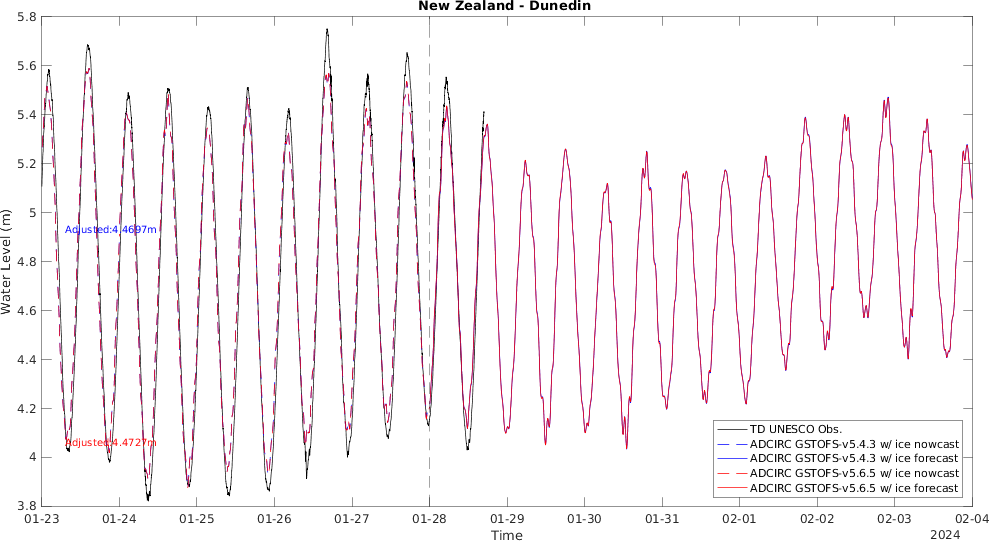 New Zealand - Dunedin
5.8
5.6
5.4
5.2
5
4.8
4.6
4.4
4.2
4
3.8
Water Level (m)
Adjusted:4.4697m
Adjusted:4.4727m
TD UNESCO Obs.
ADCIRC GSTOFS-v5.4.3 w/ ice nowcast
ADCIRC GSTOFS-v5.4.3 w/ ice forecast
ADCIRC GSTOFS-v5.6.5 w/ ice nowcast
ADCIRC GSTOFS-v5.6.5 w/ ice forecast
01-23 01-24 01-25 01-26 01-27 01-28 01-29 01-30 01-31 02-01 02-02 02-03 02-04
Time
2024